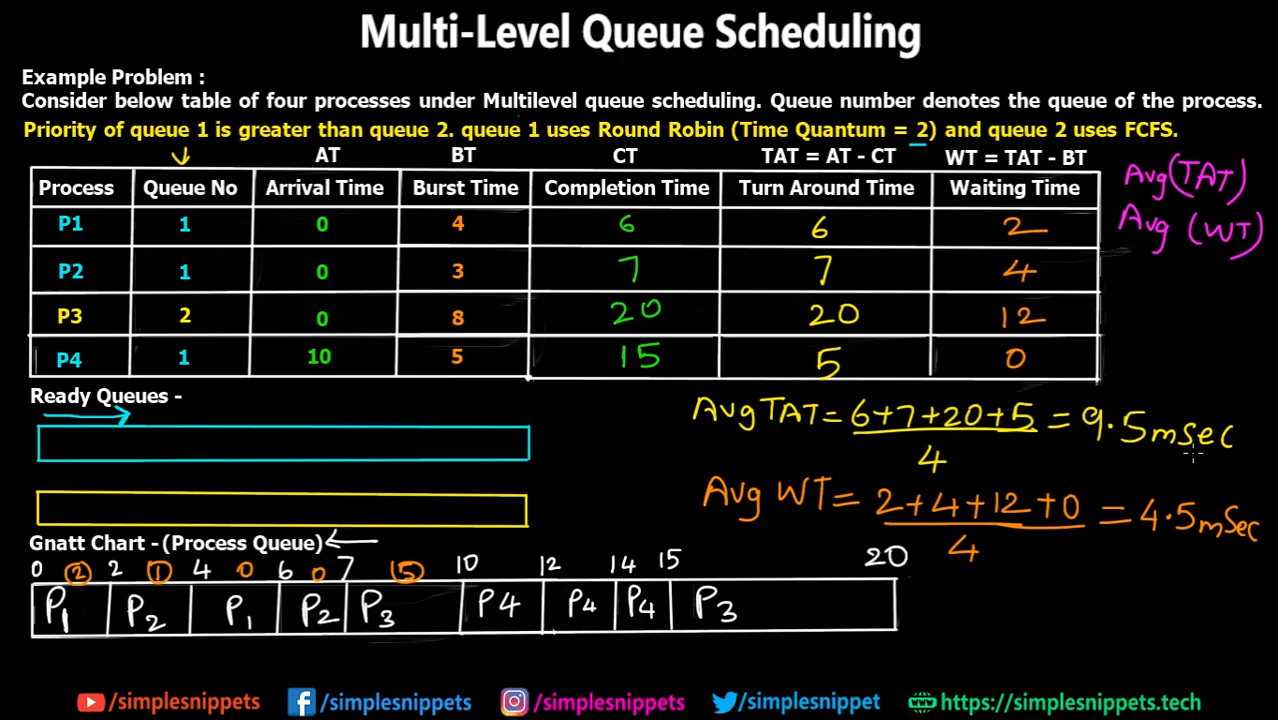 Multi-Level Queue Scheduling
Example Problem :
Consider below table of four processes under Multilevel queue scheduling. Queue number denotes the queue of the process.
Priority of queue 1 is greater than queue 2. queue 1 uses Round Robin (Time Quantum = 2) and queue 2 uses FCFS.
AT BT CT TAT = AT - CT WT = TAT - BT
Process Queue No Arrival Time Burst Time Completion Time Turn Around Time Waiting Time
P1 1 0 4 6 6 2
P2 1 0 3 7 7 4
P3 2 0 8 20 20 12
P4 1 10 5 15 5 0
Avg (TAT)
Avg (WT)
Ready Queues -
Avg TAT = 6+7+20+5 = 9.5msec
4
Avg WT = 2+4+12+0 = 4.5msec
4
Gnatt Chart - (Process Queue)
0 2 2 1 4 0 6 0 7 5 10 12 14 15 20
P1 P2 P1 P2 P3 P4 P4 P4 P3
/simplesnippets /simplesnippets /simplesnippets /simplesnippets https://simplesnippets.tech